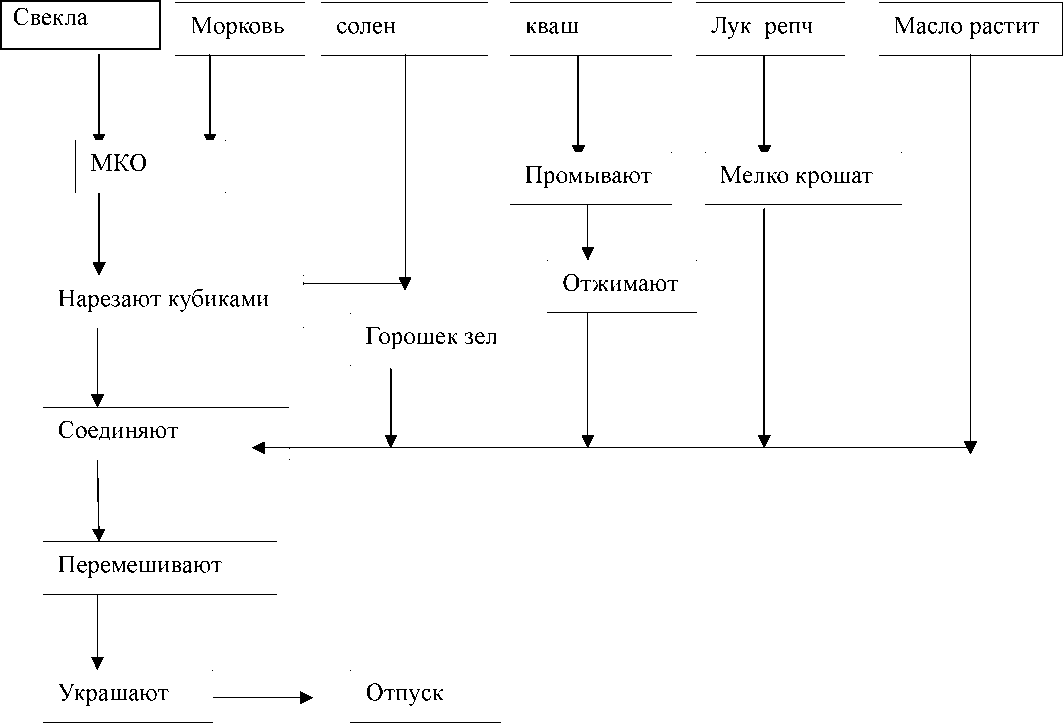 Свекла
Морковь
солен
кваш
Лук репч
Масло растит
МКО
Промывают
Мелко крошат
Нарезают кубиками
Отжимают
Горошек зел
Соединяют
Перемешивают
Украшают
Отпуск